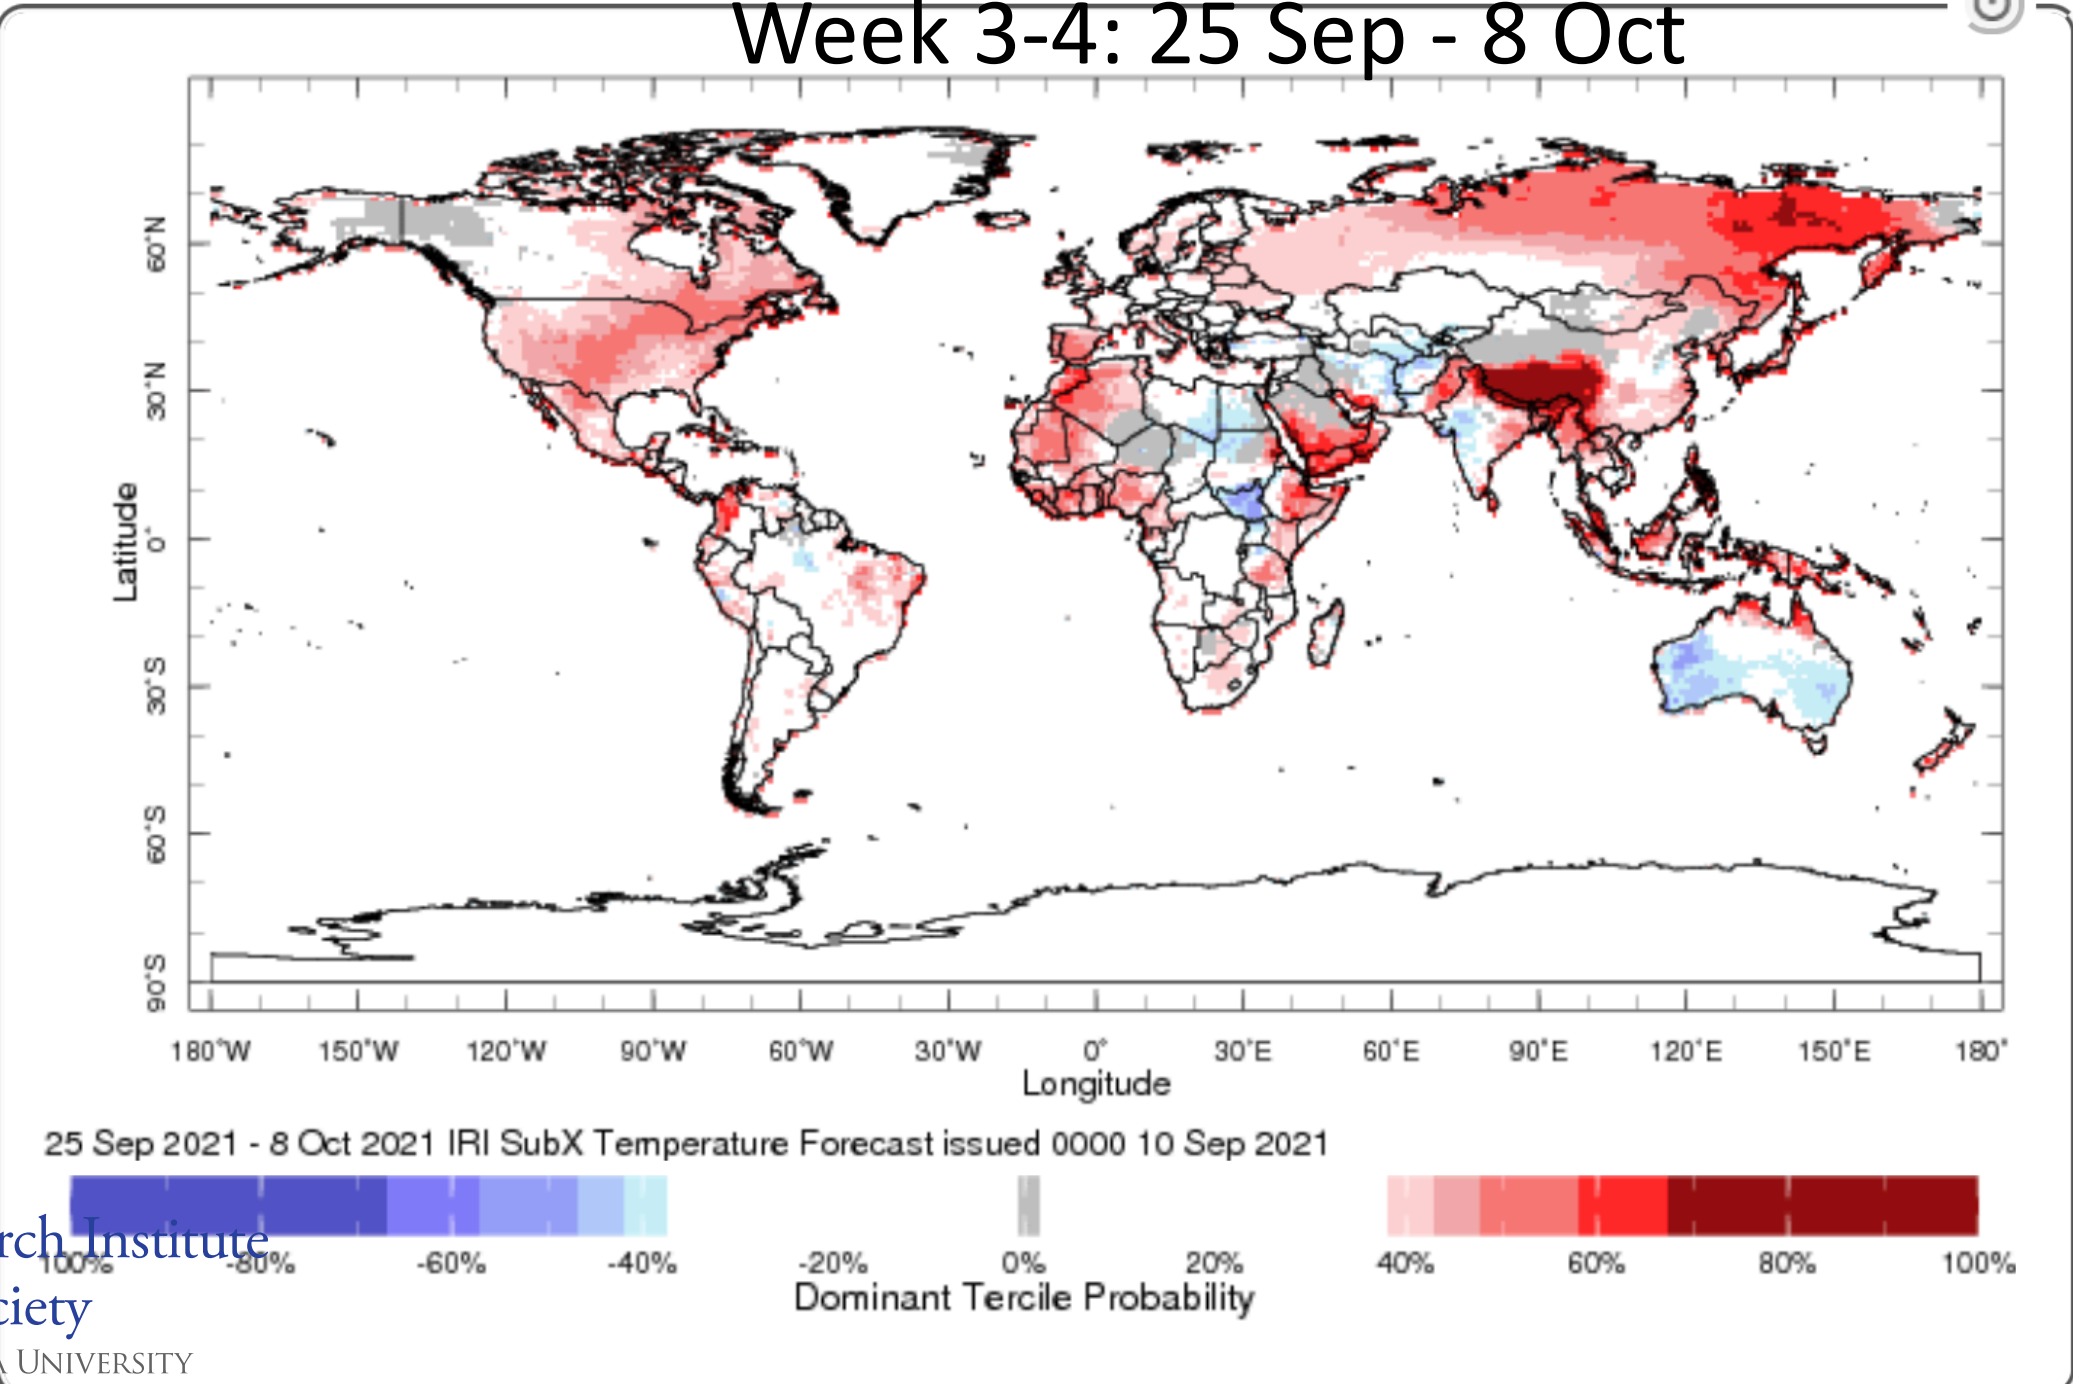 Week 3-4: 25 Sep - 8 Oct
Latitude
60°N
30°N
0°
30°S
60°S
90°S
180°W 150°W 120°W 90°W 60°W 30°W 0° 30°E 60°E 90°E 120°E 150°E 180°
Longitude
25 Sep 2021 - 8 Oct 2021 IRI SubX Temperature Forecast issued 0000 10 Sep 2021
rch Institute
100% -80% -60% -40% -20% 0% 20% 40% 60% 80% 100%
ciety
Dominant Tercile Probability
UNIVERSITY